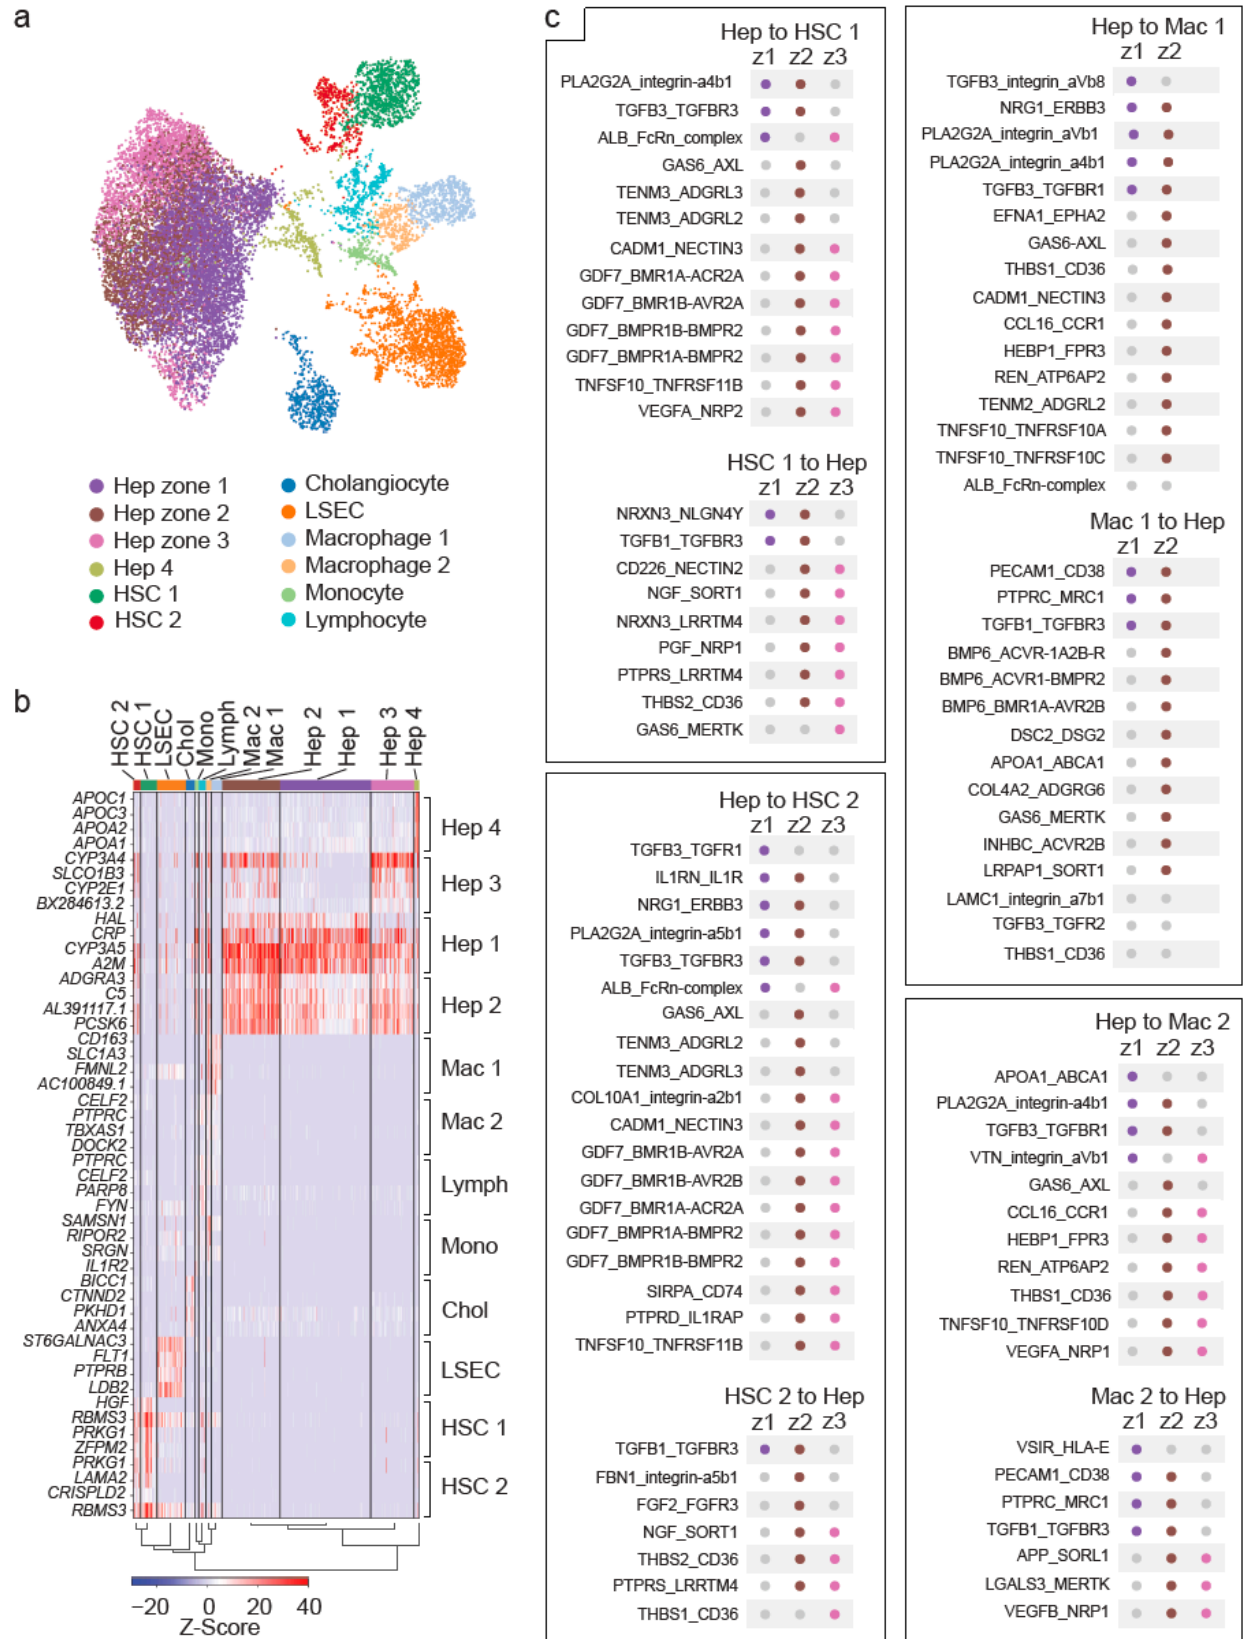 a
Hep zone 1
Hep zone 2
Hep zone 3
Hep 4
HSC 1
HSC 2
Cholangiocyte
LSEC
Macrophage 1
Macrophage 2
Monocyte
Lymphocyte
b
HSC 2
HSC 1
LSEC
Chol
Mono
Lymph
Mac 2
Mac 1
Hep 2
Hep 1
Hep 3
Hep 4
APOC1
APOC3
APOA2
APOA1
CYP3A4
SLCO1B3
CYP2E1
BX284613.2
HAL
CRP
CYP3A5
A2M
ADGRA3
C5
AL391117.1
PCSK6
CD163
SLC1A3
FMNL2
AC100849.1
CELF2
PTPRC
TBXAS1
DOCK2
PTPRC
CELF2
PARP8
FYN
SAMSN1
RIPOR2
SRGN
IL1R2
BICC1
CTNND2
PKHD1
ANXA4
ST6GALNAC3
FLT1
PTPRB
LDB2
HGF
RBMS3
PRKG1
ZFPM2
PRKG1
LAMA2
CRISPLD2
RBMS3
Hep 4
Hep 3
Hep 1
Hep 2
Mac 1
Mac 2
Lymph
Mono
Chol
LSEC
HSC 1
HSC 2
−20 0 20 40
Z-Score
c
Hep to HSC 1
z1 z2 z3
PLA2G2A_integrin-a4b1
TGFB3_TGFBR3
ALB_FcRn_complex
GAS6_AXL
TENM3_ADGRL3
TENM3_ADGRL2
CADM1_NECTIN3
GDF7_BMR1A-ACR2A
GDF7_BMR1B-AVR2A
GDF7_BMPR1B-BMPR2
GDF7_BMPR1A-BMPR2
TNFSF10_TNFRSF11B
VEGFA_NRP2
HSC 1 to Hep
z1 z2 z3
NRXN3_NLGN4Y
TGFB1_TGFBR3
CD226_NECTIN2
NGF_SORT1
NRXN3_LRRTM4
PGF_NRP1
PTPRS_LRRTM4
THBS2_CD36
GAS6_MERTK
Hep to HSC 2
z1 z2 z3
TGFB3_TGFR1
IL1RN_IL1R
NRG1_ERBB3
PLA2G2A_integrin-a5b1
TGFB3_TGFBR3
ALB_FcRn-complex
GAS6_AXL
TENM3_ADGRL2
TENM3_ADGRL3
COL10A1_integrin-a2b1
CADM1_NECTIN3
GDF7_BMR1B-AVR2A
GDF7_BMR1B-AVR2B
GDF7_BMR1A-ACR2A
GDF7_BMPR1A-BMPR2
GDF7_BMPR1B-BMPR2
SIRPA_CD74
PTPRD_IL1RAP
TNFSF10_TNFRSF11B
HSC 2 to Hep
z1 z2 z3
TGFB1_TGFBR3
FBN1_integrin-a5b1
FGF2_FGFR3
NGF_SORT1
THBS2_CD36
PTPRS_LRRTM4
THBS1_CD36
Hep to Mac 1
z1 z2
TGFB3_integrin_aVb8
NRG1_ERBB3
PLA2G2A_integrin_aVb1
PLA2G2A_integrin_a4b1
TGFB3_TGFBR1
EFNA1_EPHA2
GAS6-AXL
THBS1_CD36
CADM1_NECTIN3
CCL16_CCR1
HEBP1_FPR3
REN_ATP6AP2
TENM2_ADGRL2
TNFSF10_TNFRSF10A
TNFSF10_TNFRSF10C
ALB_FcRn-complex
Mac 1 to Hep
z1 z2
PECAM1_CD38
PTPRC_MRC1
TGFB1_TGFBR3
BMP6_ACVR-1A2B-R
BMP6_ACVR1-BMPR2
BMP6_BMR1A-AVR2B
DSC2_DSG2
APOA1_ABCA1
COL4A2_ADGRG6
GAS6_MERTK
INHBC_ACVR2B
LRPAP1_SORT1
LAMC1_integrin_a7b1
TGFB3_TGFR2
THBS1_CD36
Hep to Mac 2
z1 z2 z3
APOA1_ABCA1
PLA2G2A_integrin-a4b1
TGFB3_TGFBR1
VTN_integrin_aVb1
GAS6_AXL
CCL16_CCR1
HEBP1_FPR3
REN_ATP6AP2
THBS1_CD36
TNFSF10_TNFRSF10D
VEGFA_NRP1
Mac 2 to Hep
z1 z2 z3
VSIR_HLA-E
PECAM1_CD38
PTPRC_MRC1
TGFB1_TGFBR3
APP_SORL1
LGALS3_MERTK
VEGFB_NRP1